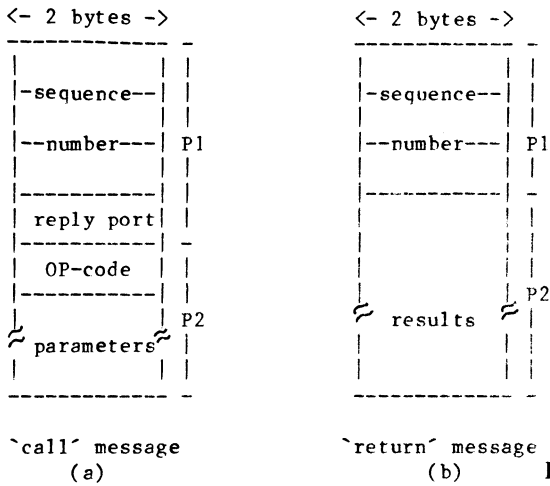 <- 2 bytes ->
|-sequence--|
|--number---| P1
reply port
OP-code
P2
parameters
`call´ message
(a)
<- 2 bytes ->
|-sequence--|
|--number---| P1
P2
results
`return´ message
(b)